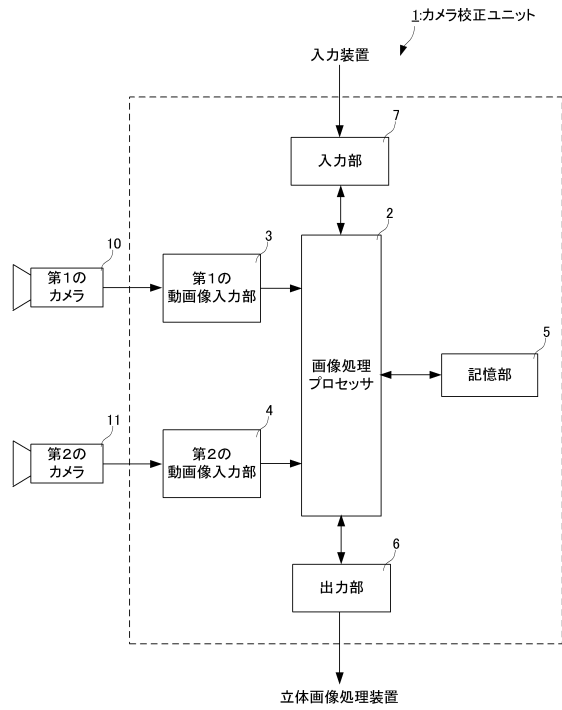 1:カメラ校正ユニット
入力装置
7
入力部
2
10
第1の
カメラ
3
第1の
動画像入力部
画像処理
プロセッサ
5
記憶部
11
第2の
カメラ
4
第2の
動画像入力部
6
出力部
立体画像処理装置